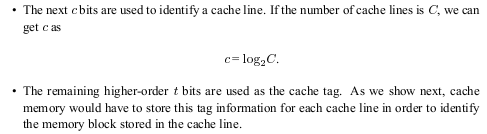 • The next c bits are used to identify a cache line. If the number of cache lines is C, we can
get c as
c = log₂C.
• The remaining higher-order t bits are used as the cache tag. As we show next, cache
memory would have to store this tag information for each cache line in order to identify
the memory block stored in the cache line.